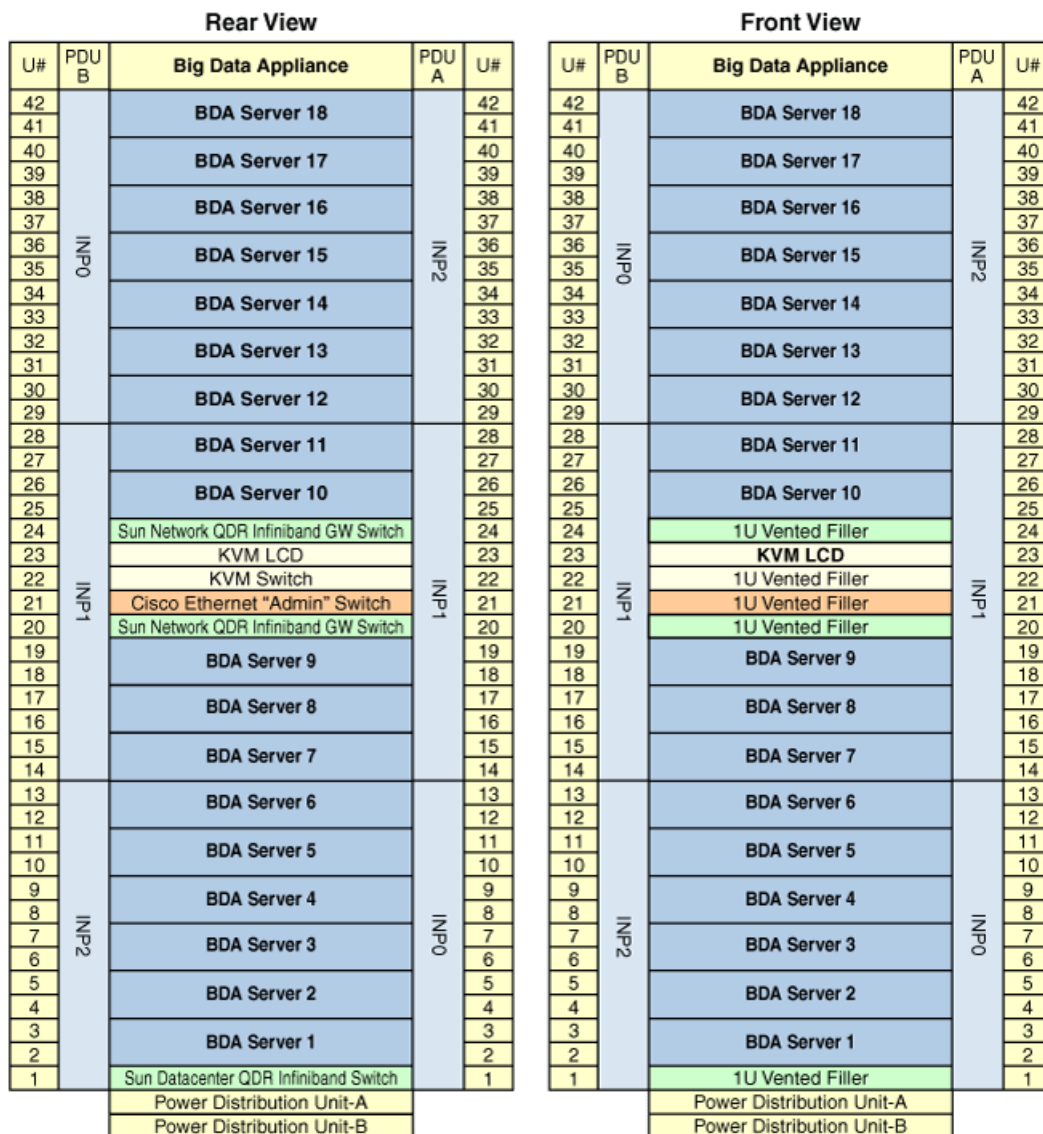 Rear View
U# PDU B Big Data Appliance PDU A U#
42 BDA Server 18 42
41 41
40 BDA Server 17 40
39 39
38 BDA Server 16 38
37 37
36 INP0 BDA Server 15 INP2 36
35 35
34 BDA Server 14 34
33 33
32 BDA Server 13 32
31 31
30 BDA Server 12 30
29 29
28 BDA Server 11 28
27 27
26 BDA Server 10 26
25 25
24 Sun Network QDR Infiniband GW Switch 24
23 KVM LCD 23
22 INP1 KVM Switch INP1 22
21 Cisco Ethernet “Admin” Switch 21
20 Sun Network QDR Infiniband GW Switch 20
19 BDA Server 9 19
18 18
17 BDA Server 8 17
16 16
15 BDA Server 7 15
14 14
13 BDA Server 6 13
12 12
11 BDA Server 5 11
10 10
9 BDA Server 4 9
8 8
7 INP2 BDA Server 3 INP0 7
6 6
5 BDA Server 2 5
4 4
3 BDA Server 1 3
2 2
1 Sun Datacenter QDR Infiniband Switch 1
Power Distribution Unit-A
Power Distribution Unit-B
Front View
U# PDU B Big Data Appliance PDU A U#
42 BDA Server 18 42
41 41
40 BDA Server 17 40
39 39
38 BDA Server 16 38
37 37
36 INP0 BDA Server 15 INP2 36
35 35
34 BDA Server 14 34
33 33
32 BDA Server 13 32
31 31
30 BDA Server 12 30
29 29
28 BDA Server 11 28
27 27
26 BDA Server 10 26
25 25
24 1U Vented Filler 24
23 KVM LCD 23
22 INP1 1U Vented Filler INP1 22
21 1U Vented Filler 21
20 1U Vented Filler 20
19 BDA Server 9 19
18 18
17 BDA Server 8 17
16 16
15 BDA Server 7 15
14 14
13 BDA Server 6 13
12 12
11 BDA Server 5 11
10 10
9 BDA Server 4 9
8 8
7 INP2 BDA Server 3 INP0 7
6 6
5 BDA Server 2 5
4 4
3 BDA Server 1 3
2 2
1 1U Vented Filler 1
Power Distribution Unit-A
Power Distribution Unit-B